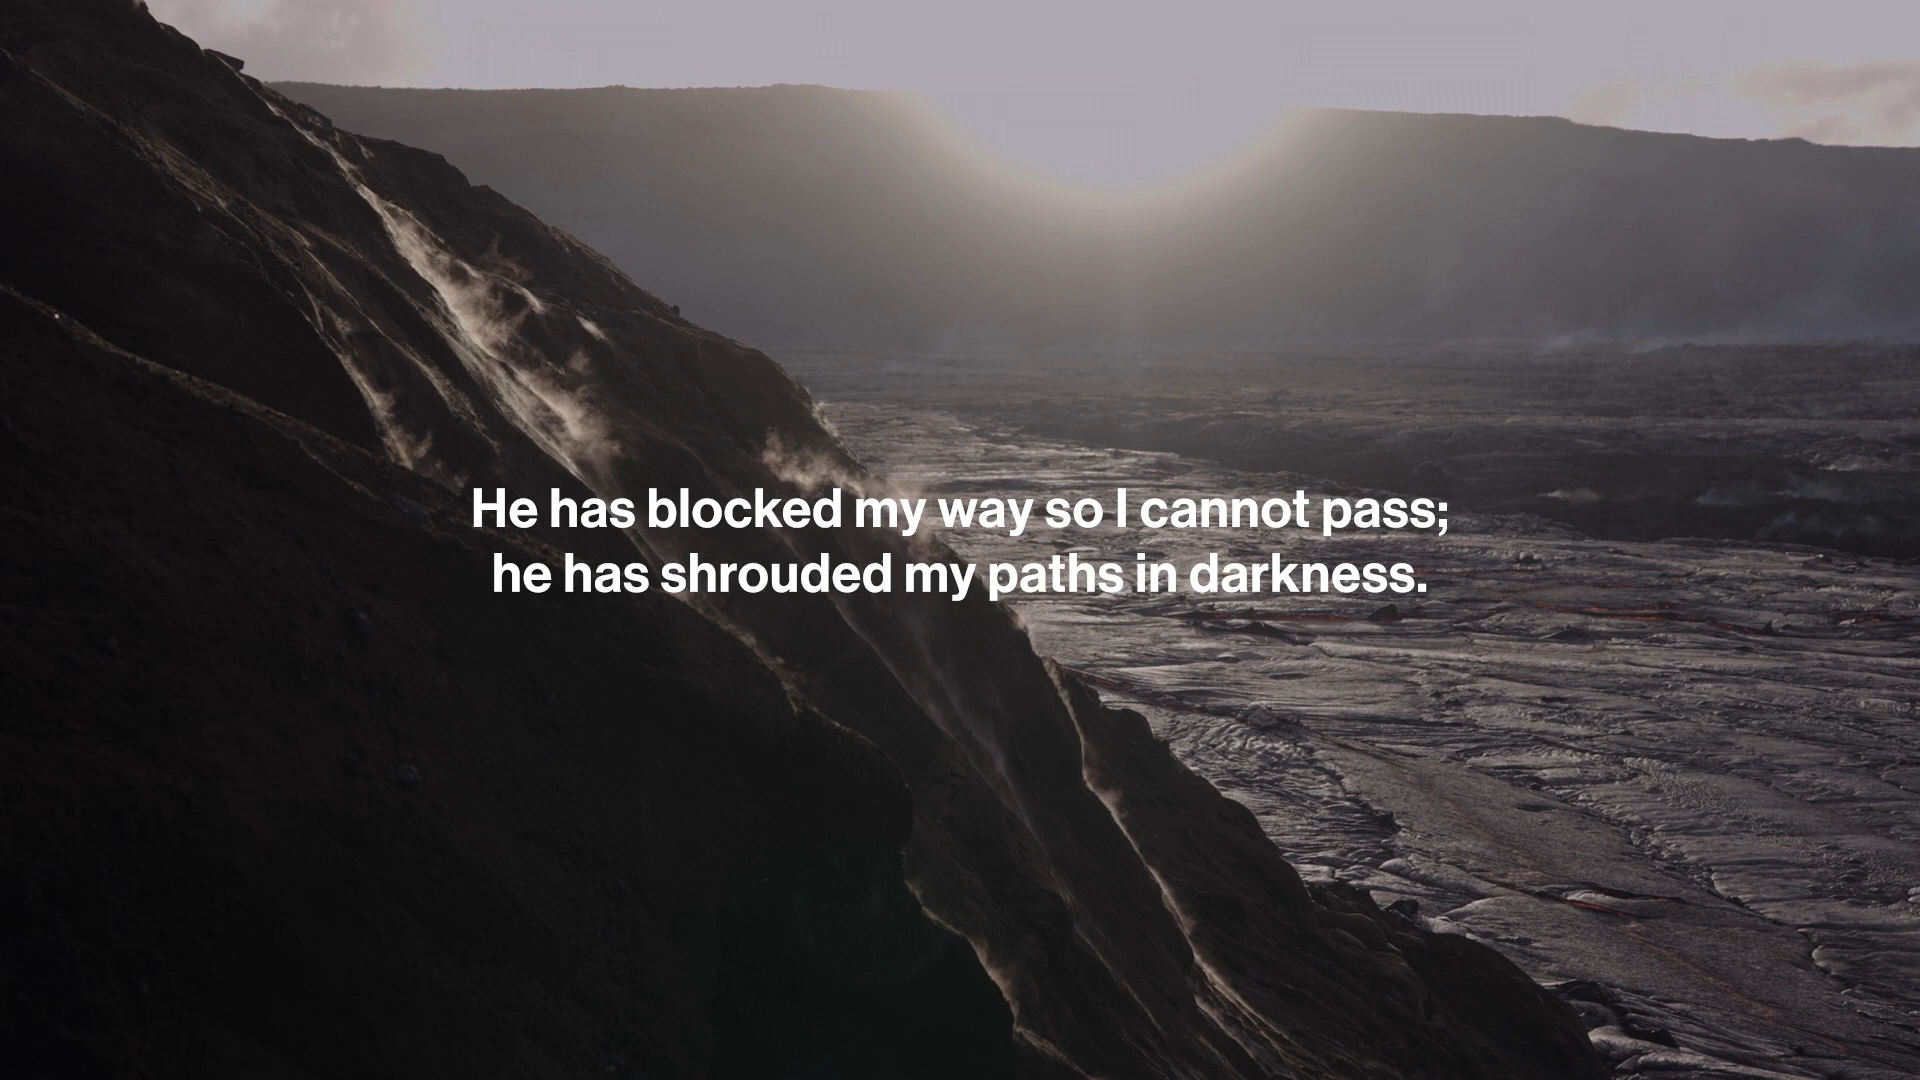 He has blocked my way so I cannot pass;
he has shrouded my paths in darkness.